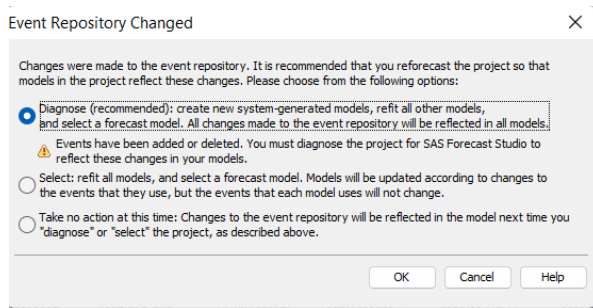 Event Repository Changed
Changes were made to the event repository. It is recommended that you reforecast the project so that
models in the project reflect these changes. Please choose from the following options:
Diagnose (recommended): create new system-generated models, refit all other models,
and select a forecast model. All changes made to the event repository will be reflected in all models.
Events have been added or deleted. You must diagnose the project for SAS Forecast Studio to
reflect these changes in your models.
Select: refit all models, and select a forecast model. Models will be updated according to changes to
the events that they use, but the events that each model uses will not change.
Take no action at this time: Changes to the event repository will be reflected in the model next time you
"diagnose" or "select" the project, as described above.
OK Cancel Help